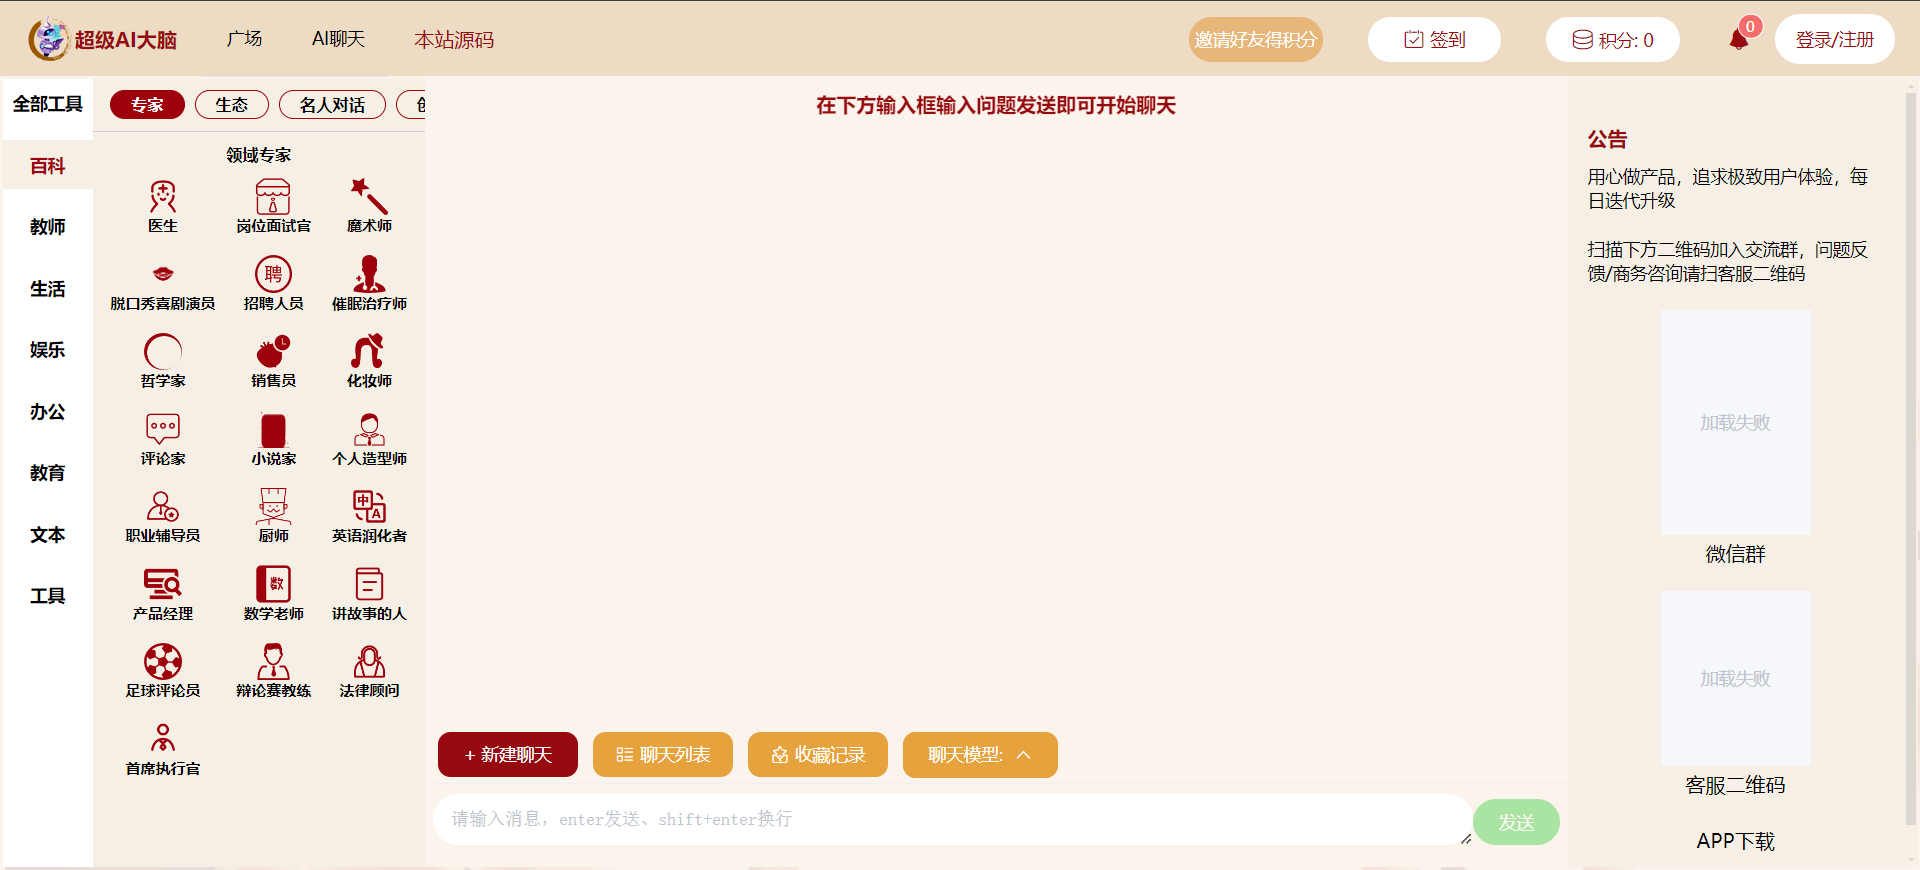 超级AI大脑
广场
AI聊天
本站源码
邀请好友得积分
签到
积分: 0
0
登录/注册
全部工具
百科
教师
生活
娱乐
办公
教育
文本
工具
专家
生态
名人对话
领域专家
医生
岗位面试官
魔术师
脱口秀喜剧演员
聘
招聘人员
催眠治疗师
哲学家
销售员
化妆师
评论家
小说家
个人造型师
职业辅导员
厨师
中
A
英语润化者
产品经理
数
数学老师
讲故事的人
足球评论员
辩论赛教练
法律顾问
首席执行官
在下方输入框输入问题发送即可开始聊天
+ 新建聊天
聊天列表
收藏记录
聊天模型:
请输入消息，enter发送、shift+enter换行
发送
公告
用心做产品，追求极致用户体验，每
日迭代升级
扫描下方二维码加入交流群，问题反
馈/商务咨询请扫客服二维码
加载失败
微信群
加载失败
客服二维码
APP下载